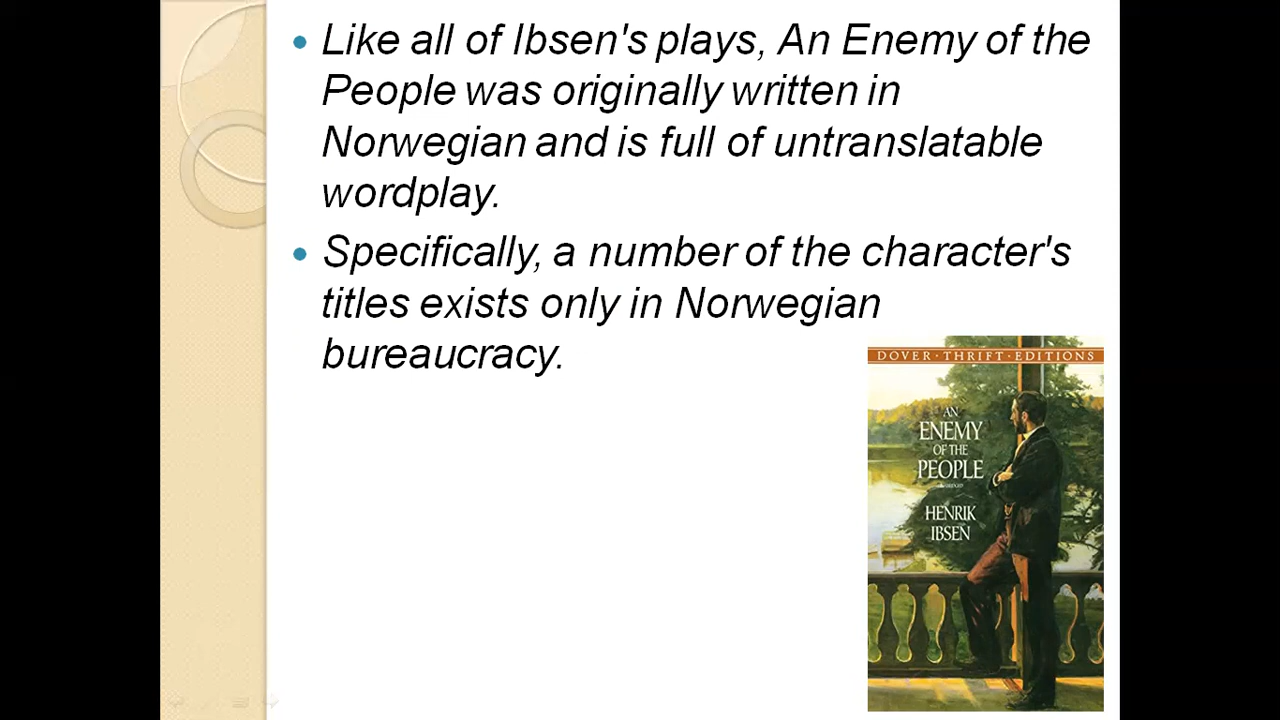 Like all of Ibsen's plays, An Enemy of the
People was originally written in
Norwegian and is full of untranslatable
wordplay.
Specifically, a number of the character's
titles exists only in Norwegian
bureaucracy.
DOVER · THRIFT · EDITIONS
AN
ENEMY
OF THE
PEOPLE
HENRIK
IBSEN